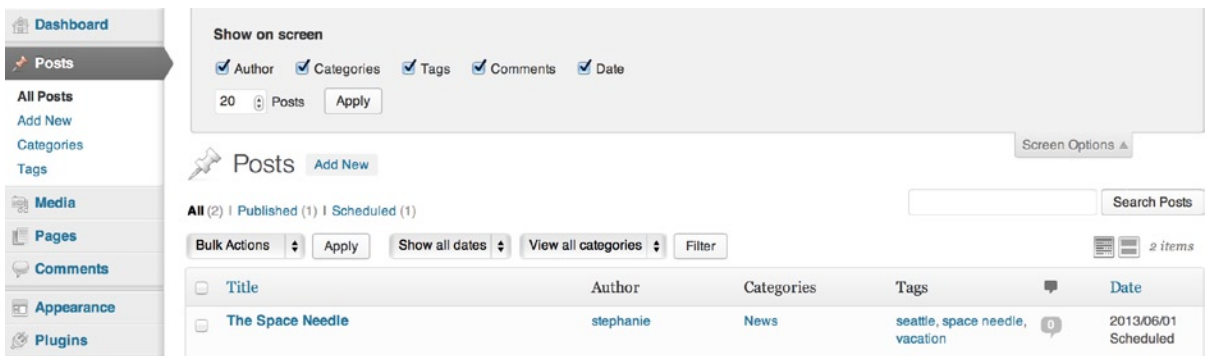 Dashboard
Posts
All Posts
Add New
Categories
Tags
Media
Pages
Comments
Appearance
Plugins
Show on screen
Author Categories Tags Comments Date
20 Posts Apply
Screen Options
Posts Add New
All (2) | Published (1) | Scheduled (1)
Search Posts
Bulk Actions Apply Show all dates View all categories Filter 2 items
Title Author Categories Tags Date
The Space Needle stephanie News seattle, space needle, 0 2013/06/01
vacation Scheduled